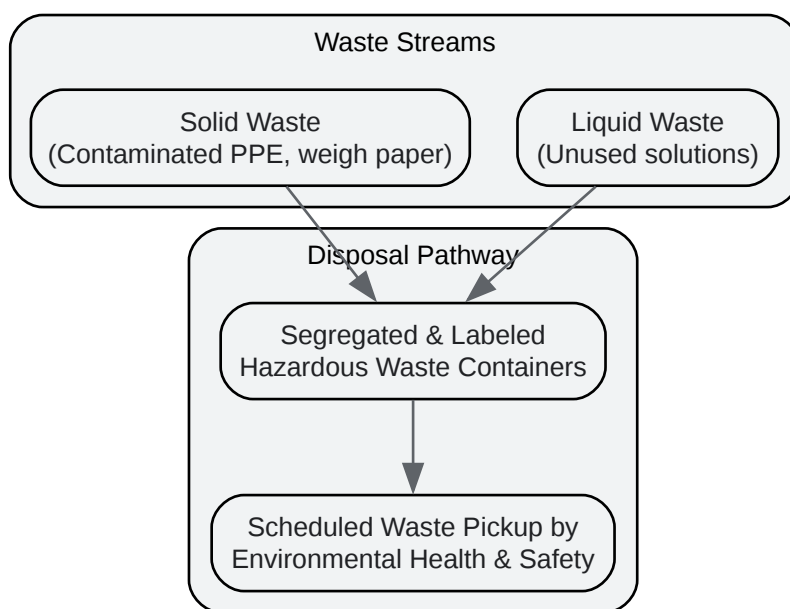 Waste Streams
Solid Waste
(Contaminated PPE, weigh paper)
Liquid Waste
(Unused solutions)
Disposal Pathway
Segregated & Labeled
Hazardous Waste Containers
Scheduled Waste Pickup by
Environmental Health & Safety